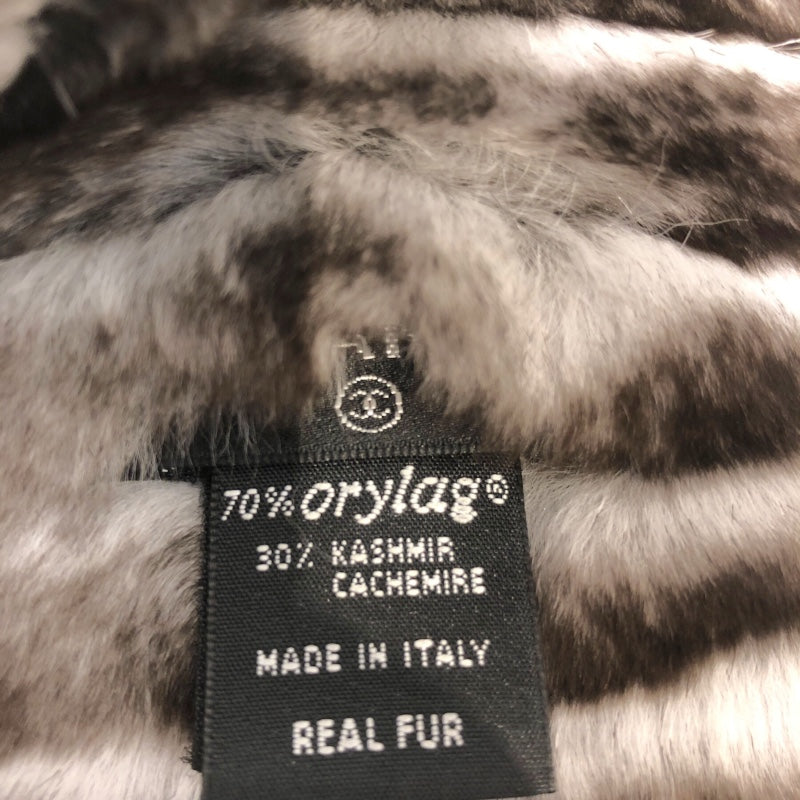 70% orylag®
30% KASHMIR
CACHEMIRE
MADE IN ITALY
REAL FUR